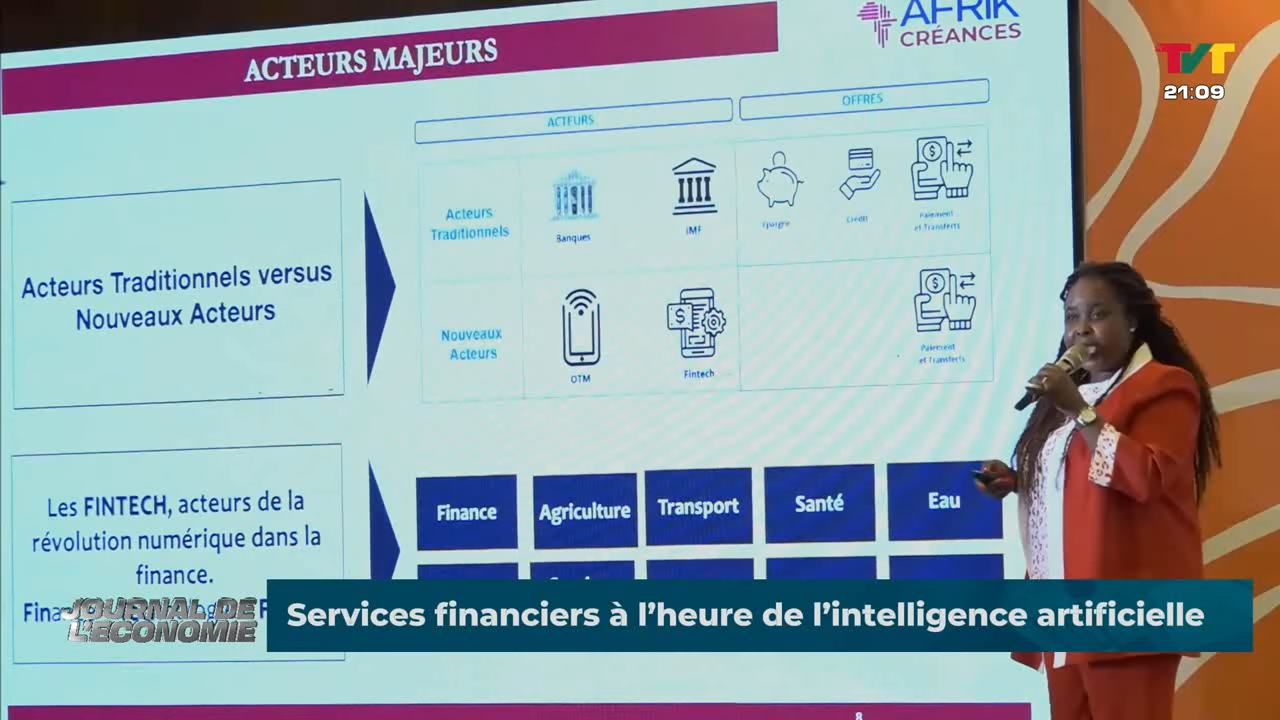 ACTEURS MAJEURS
AFRIK
CRÉANCES
TVT
21:09
ACTEURS
OFFRES
Acteurs
Traditionnels
Banques
IMF
Epargne
Crédit
Paiement
et Transferts
Acteurs Traditionnels versus
Nouveaux Acteurs
Nouveaux
Acteurs
OTM
Fintech
Paiement
et Transferts
Les FINTECH, acteurs de la
révolution numérique dans la
finance.
Finance Agriculture Transport Santé Eau
JOURNAL DE
L'ÉCONOMIE
Services financiers à l’heure de l’intelligence artificielle
8